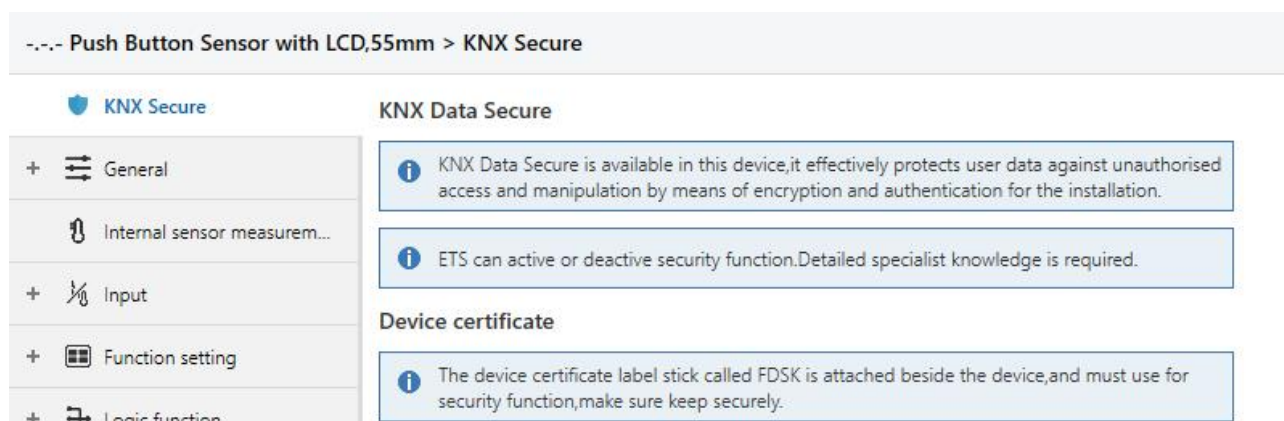 -.-.- Push Button Sensor with LCD,55mm > KNX Secure
KNX Secure
+ General
Internal sensor measurem...
+ Input
+ Function setting
+ Logic function
KNX Data Secure
KNX Data Secure is available in this device,it effectively protects user data against unauthorised
access and manipulation by means of encryption and authentication for the installation.
ETS can active or deactive security function.Detailed specialist knowledge is required.
Device certificate
The device certificate label stick called FDSK is attached beside the device,and must use for
security function,make sure keep securely.